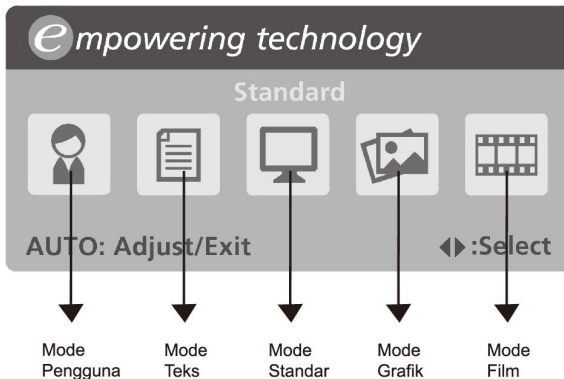 empowering technology
Standard
AUTO: Adjust/Exit ◀▶ :Select
Mode Pengguna
Mode Teks
Mode Standar
Mode Grafik
Mode Film